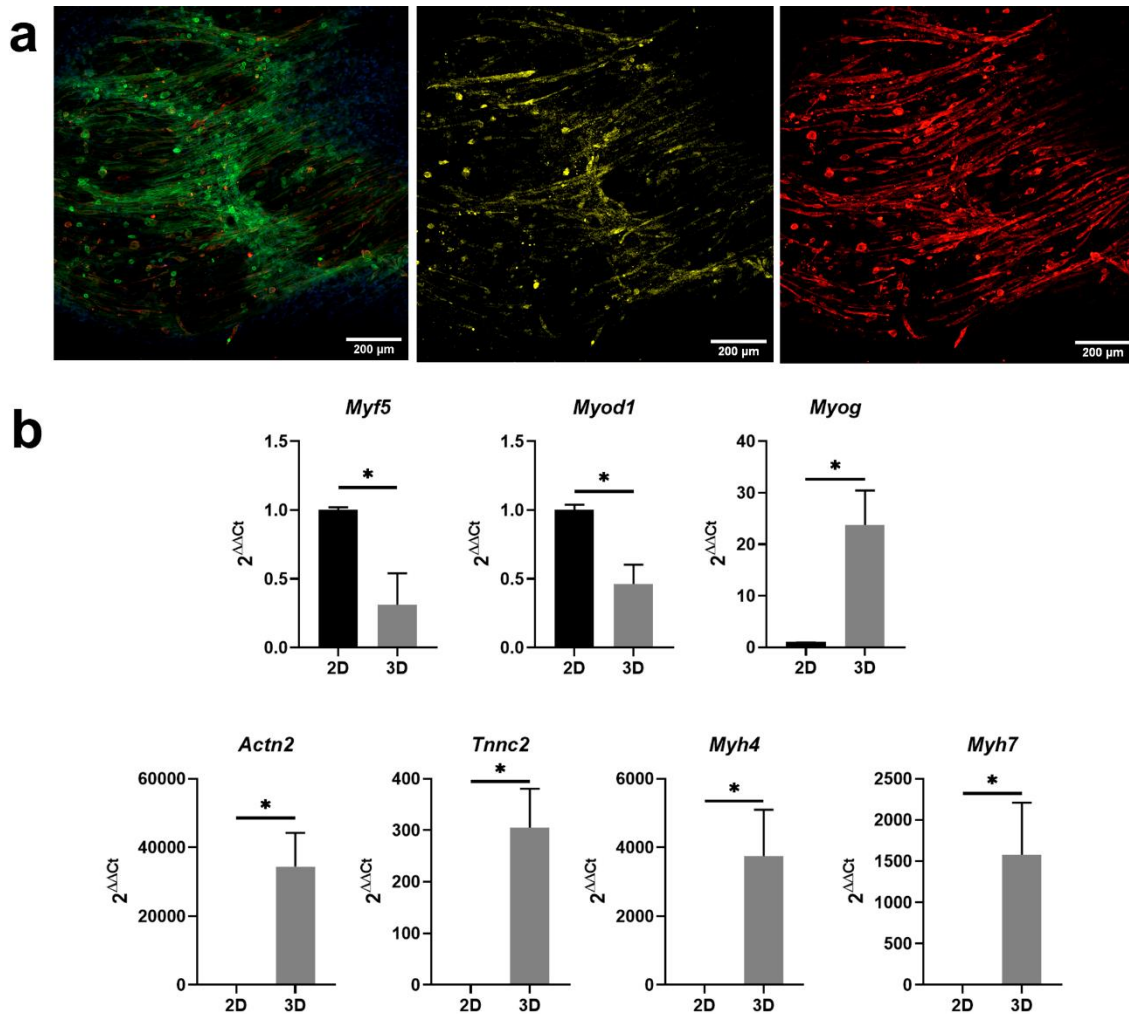 a
200 µm
200 µm
200 µm
b
Myf5
Myod1
Myog
1.5
1.0
0.5
0.0
2^ΔΔCt
*
2D
3D
1.5
1.0
0.5
0.0
2^ΔΔCt
*
2D
3D
40
30
20
10
0
2^ΔΔCt
*
2D
3D
Actn2
Tnnc2
Myh4
Myh7
60000
40000
20000
0
2^ΔΔCt
*
2D
3D
400
300
200
100
0
2^ΔΔCt
*
2D
3D
6000
4000
2000
0
2^ΔΔCt
*
2D
3D
2500
2000
1500
1000
500
0
2^ΔΔCt
*
2D
3D